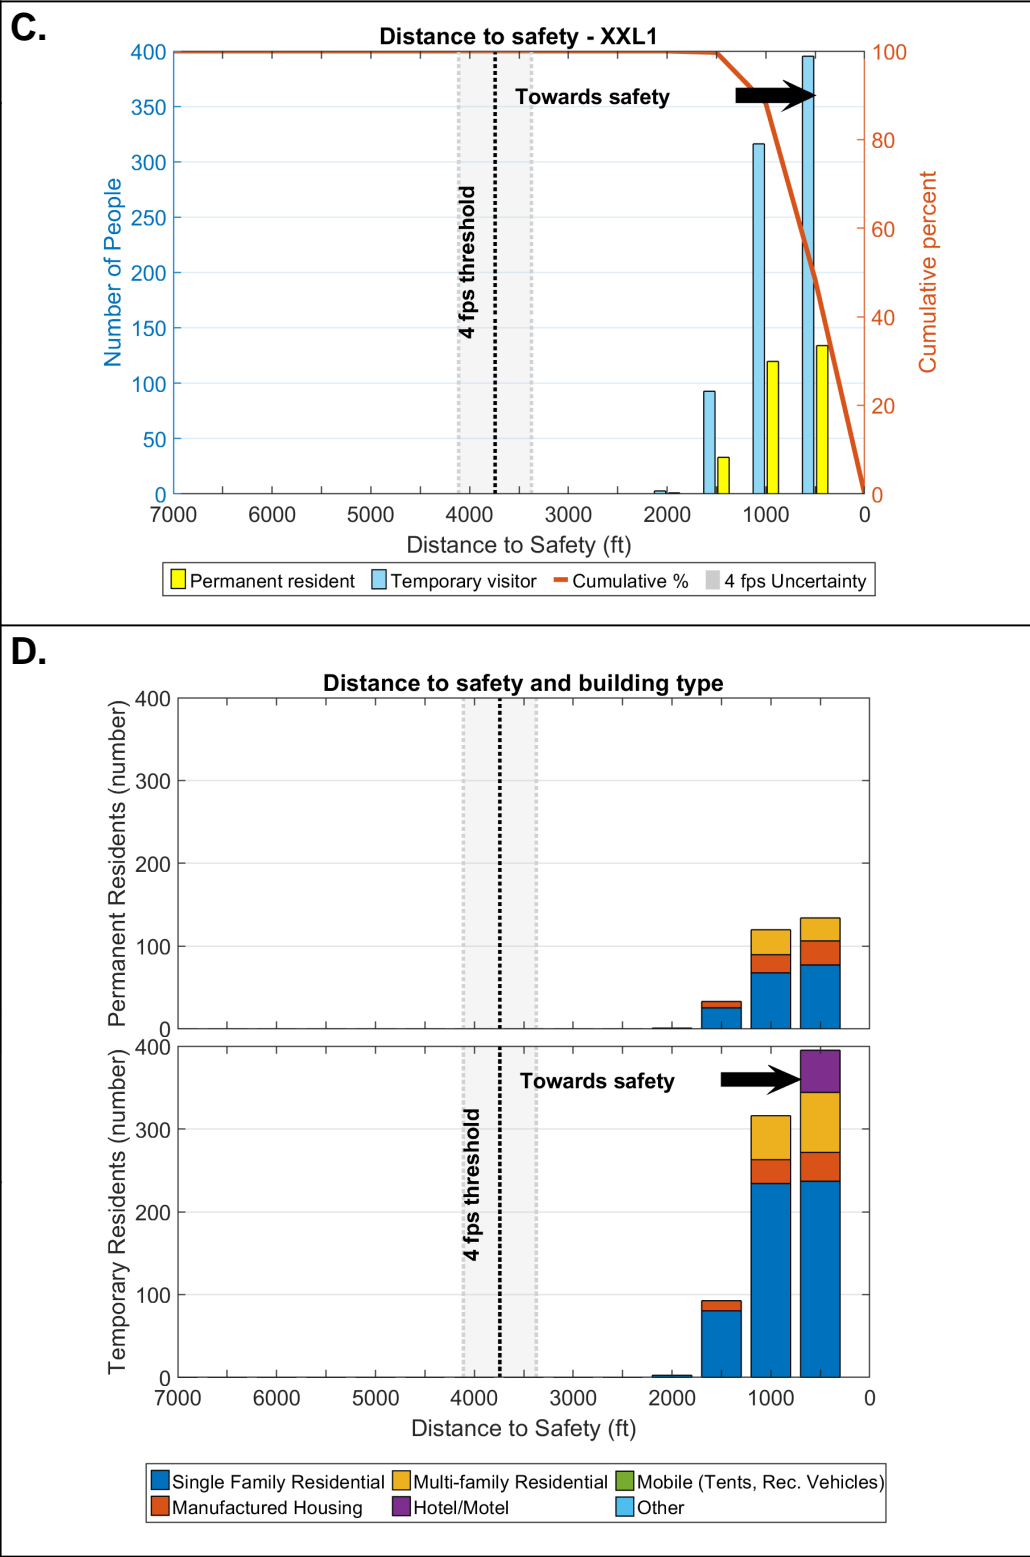 C.
Distance to safety - XXL1
400
350
300
250
200
150
100
50
0
Number of People
100
80
60
40
20
0
Cumulative percent
Towards safety
4 fps threshold
7000 6000 5000 4000 3000 2000 1000 0
Distance to Safety (ft)
Permanent resident Temporary visitor Cumulative % 4 fps Uncertainty
D.
Distance to safety and building type
400
300
200
100
0
Permanent Residents (number)
400
300
200
100
0
Temporary Residents (number)
Towards safety
4 fps threshold
7000 6000 5000 4000 3000 2000 1000 0
Distance to Safety (ft)
Single Family Residential Multi-family Residential Mobile (Tents, Rec. Vehicles)
Manufactured Housing Hotel/Motel Other